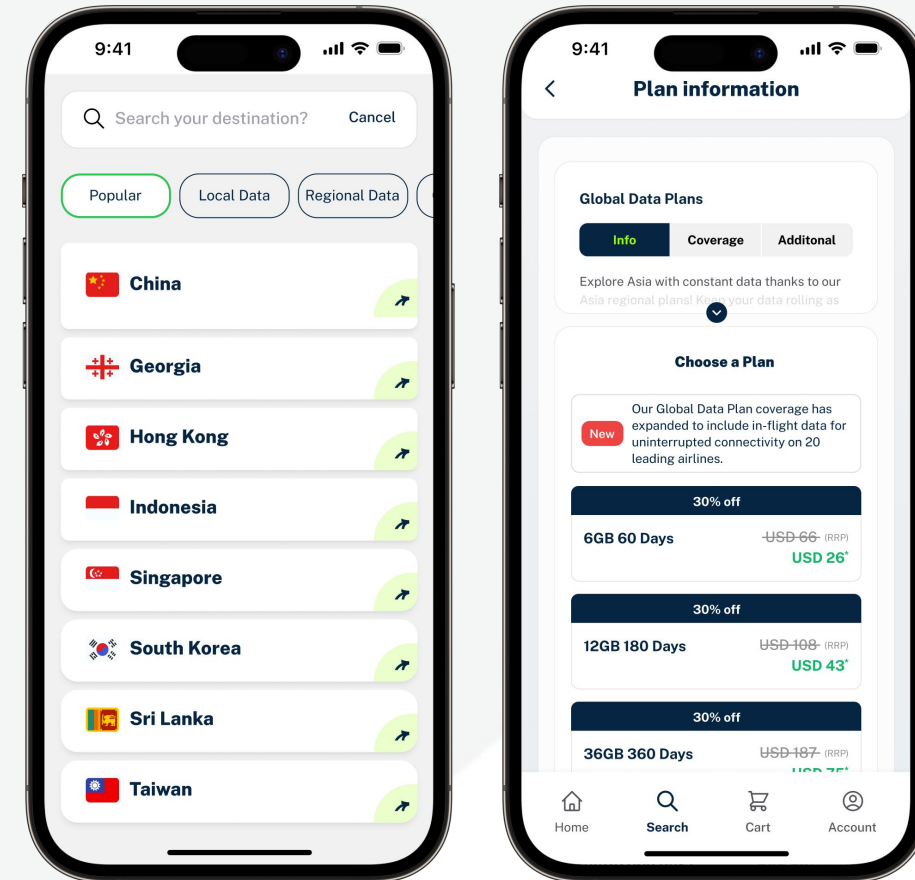 9:41
Search your destination?
Cancel
Popular
Local Data
Regional Data
China
Georgia
Hong Kong
Indonesia
Singapore
South Korea
Sri Lanka
Taiwan
9:41
Plan information
Global Data Plans
Info
Coverage
Additonal
Explore Asia with constant data thanks to our
Asia regional plans! Keep your data rolling as
Choose a Plan
New
Our Global Data Plan coverage has
expanded to include in-flight data for
uninterrupted connectivity on 20
leading airlines.
30% off
6GB 60 Days
USD 66 (RRP)
USD 26*
30% off
12GB 180 Days
USD 108 (RRP)
USD 43*
30% off
36GB 360 Days
USD 187 (RRP)
USD 75*
Home
Search
Cart
Account